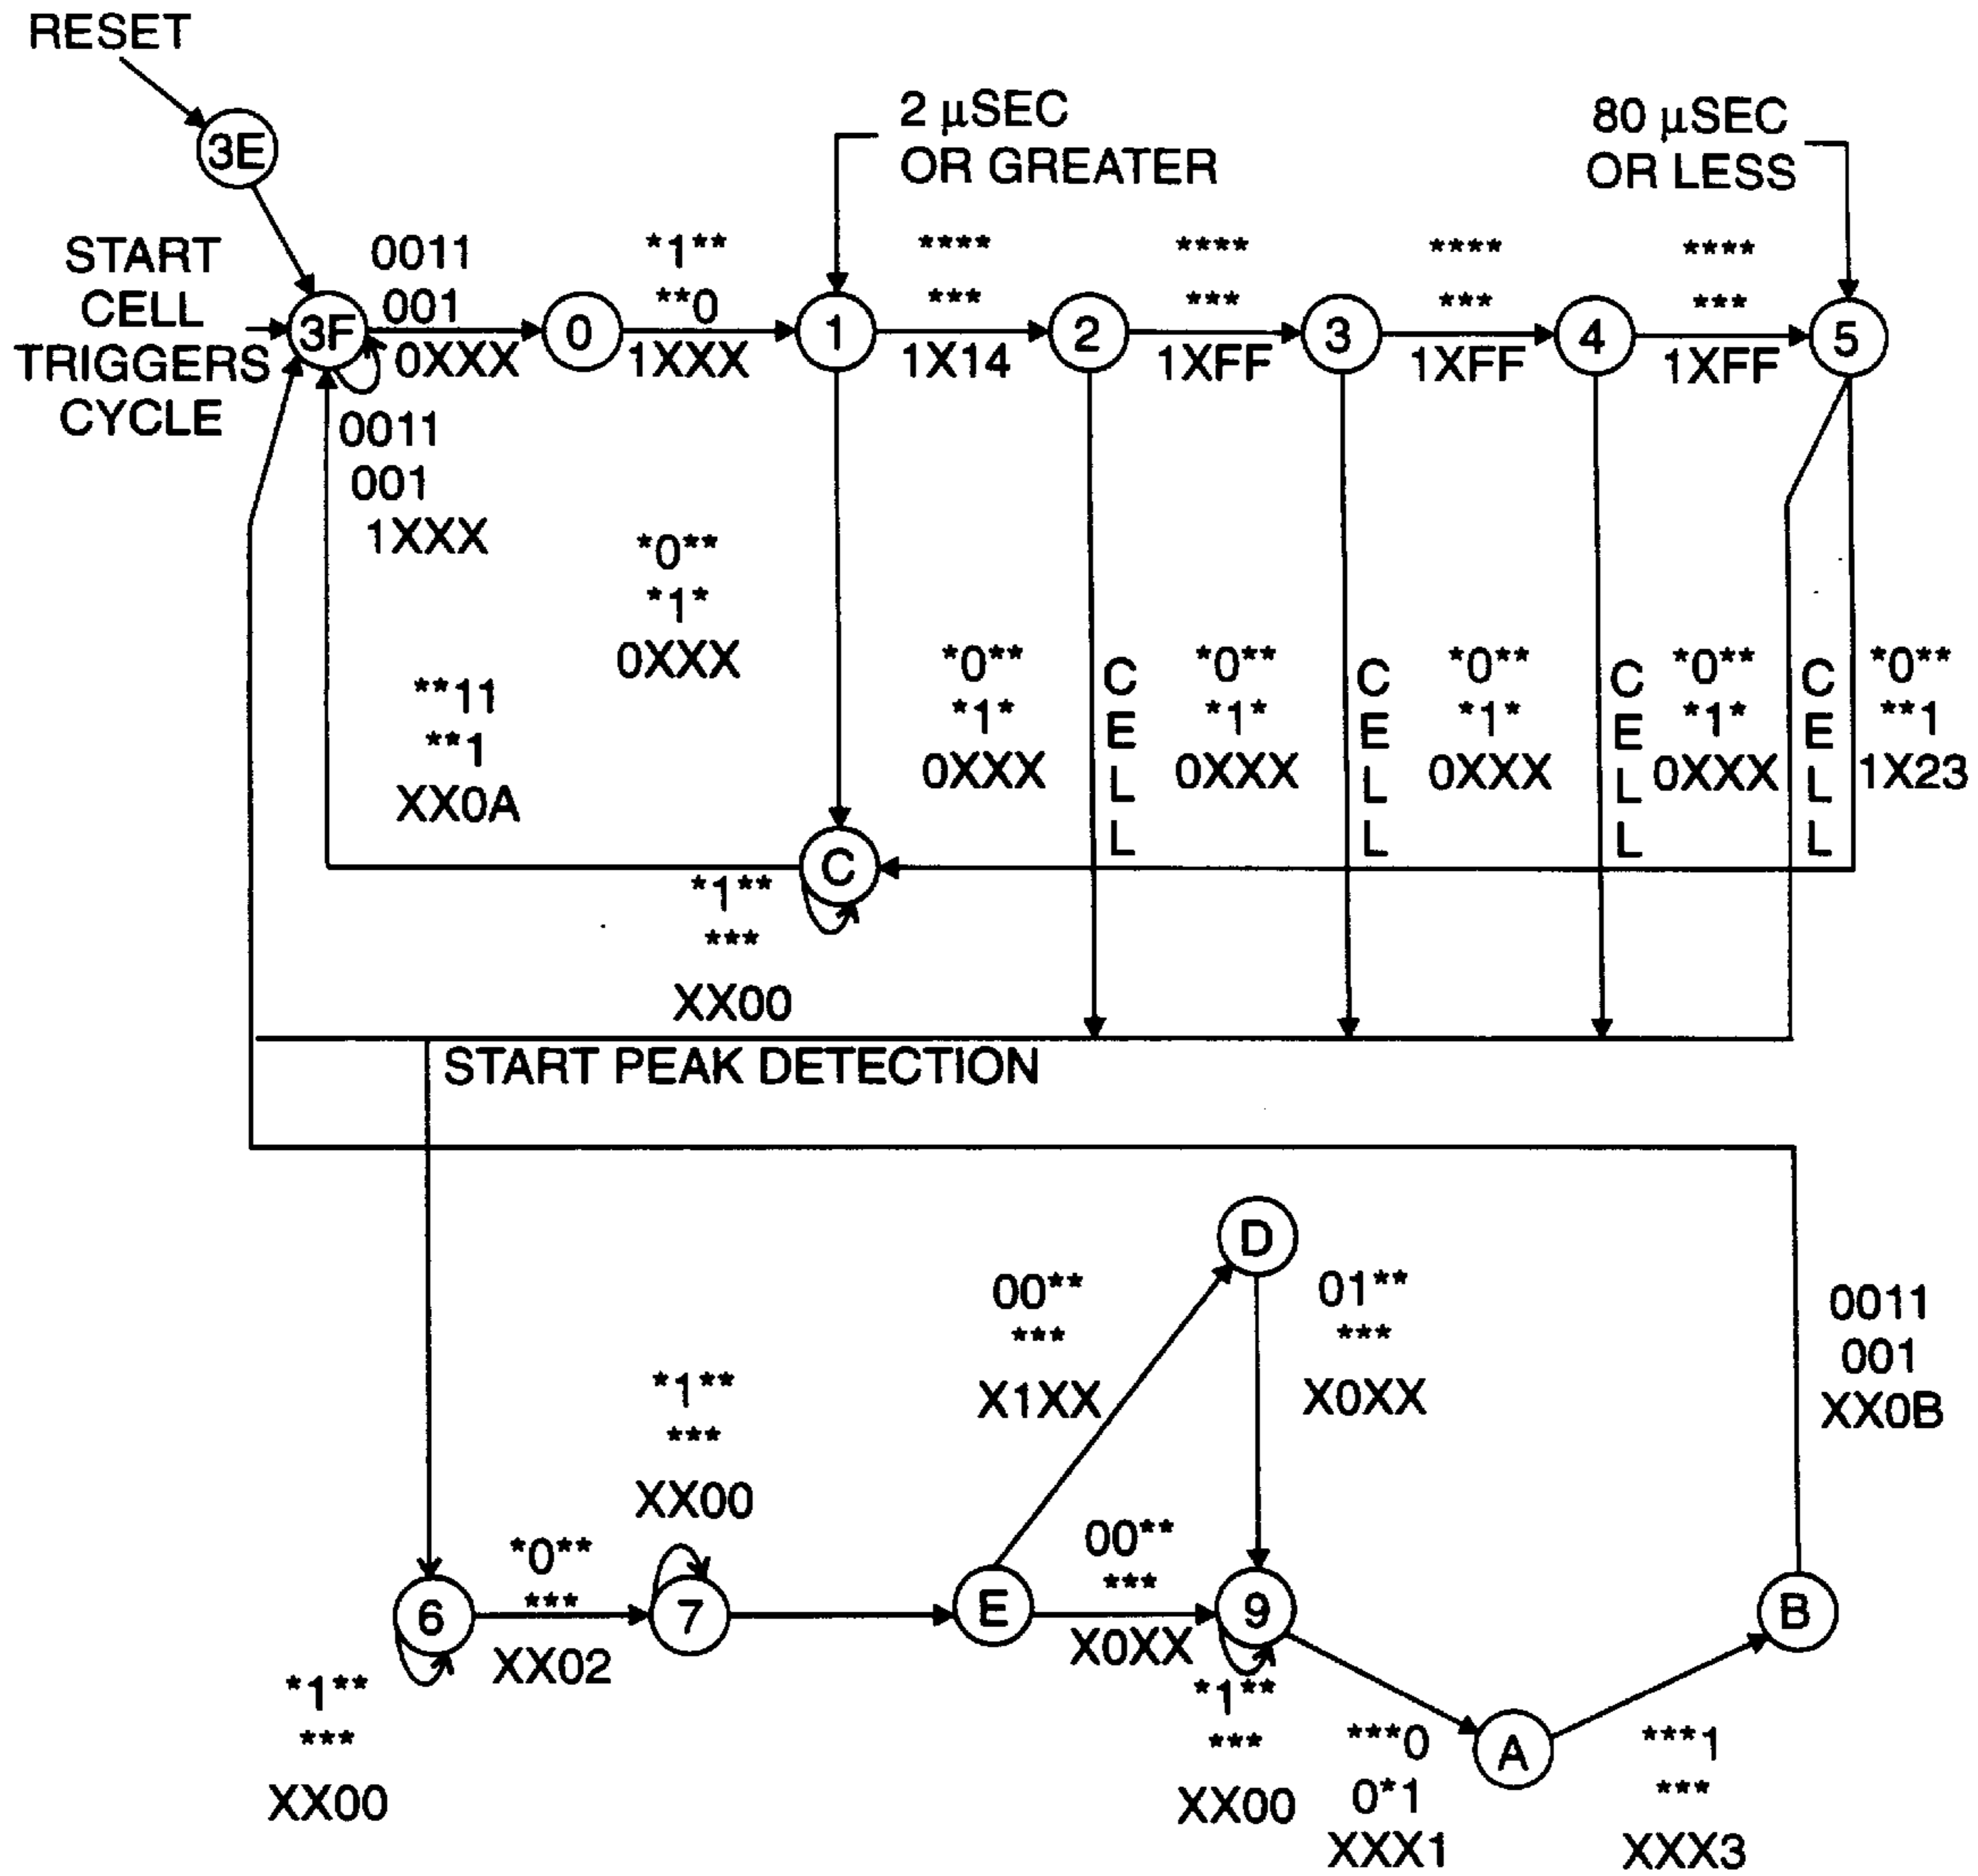 RESET
3E
2 µSEC
OR GREATER
80 µSEC
OR LESS
START
CELL
TRIGGERS
CYCLE
3F
0011
001
0XXX
0
*1**
**0
1XXX
1
****
***
1X14
2
****
***
1XFF
3
****
***
1XFF
4
****
***
1XFF
5
0011
001
1XXX
*0**
*1*
0XXX
**11
**1
XX0A
*0**
*1*
0XXX
CELL
*0**
*1*
0XXX
CELL
*0**
*1*
0XXX
CELL
*0**
*1*
0XXX
CELL
*0**
**1
1X23
C
*1**
***
XX00
START PEAK DETECTION
D
00**
***
X1XX
01**
***
X0XX
0011
001
XX0B
*1**
***
XX00
6
*0**
***
XX02
7
E
00**
***
X0XX
9
B
*1**
***
XX00
*1**
***
XX00
***0
0*1
XXX1
A
***1
***
XXX3